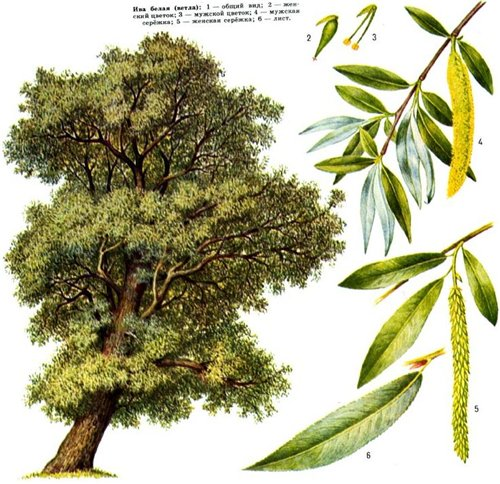 Ива белая (ветла): 1 — общий вид; 2 — жен-
ский цветок; 3 — мужской цветок; 4 — мужская
серёжка; 5 — женская серёжка; 6 — лист.
2
3
4
5
6